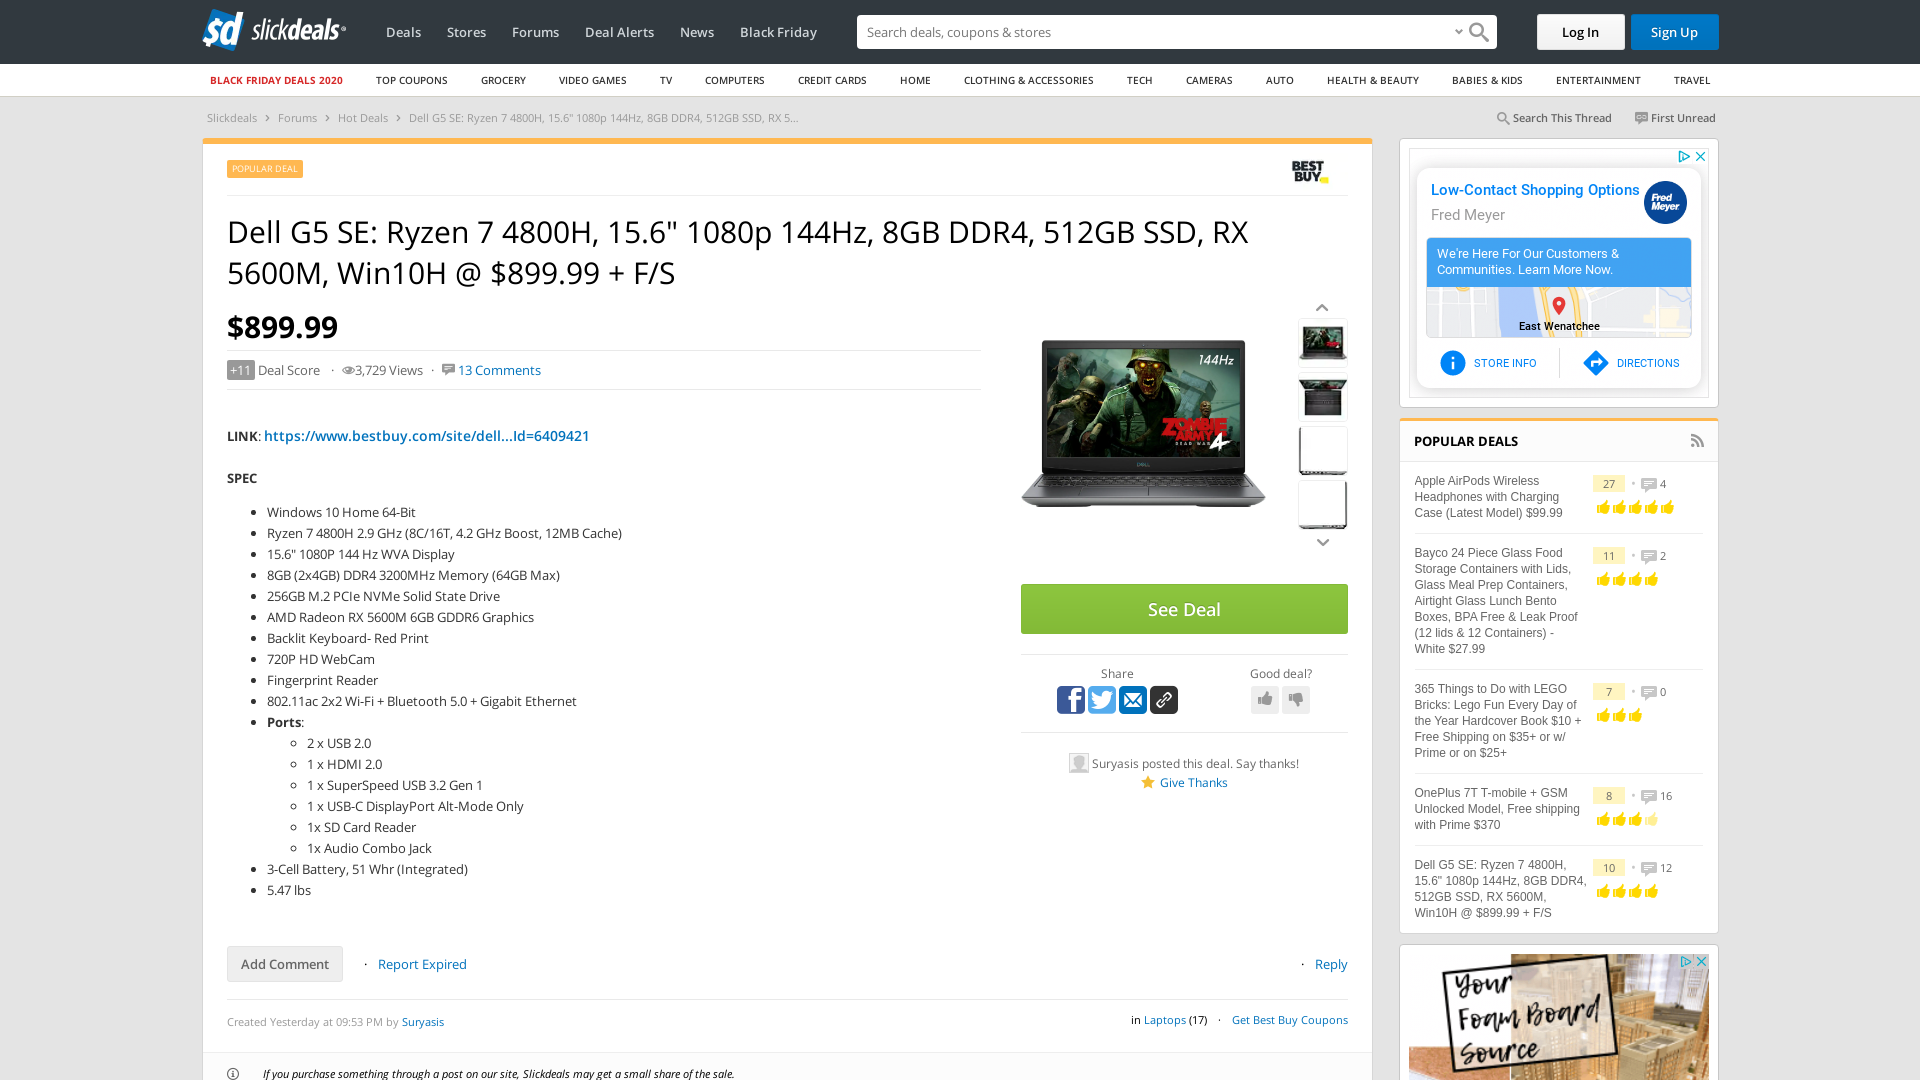 sd slickdeals
Deals Stores Forums Deal Alerts News Black Friday
Search deals, coupons & stores
Log In Sign Up
BLACK FRIDAY DEALS 2020 TOP COUPONS GROCERY VIDEO GAMES TV COMPUTERS CREDIT CARDS HOME CLOTHING & ACCESSORIES TECH CAMERAS AUTO HEALTH & BEAUTY BABIES & KIDS ENTERTAINMENT TRAVEL
Slickdeals › Forums › Hot Deals › Dell G5 SE: Ryzen 7 4800H, 15.6" 1080p 144Hz, 8GB DDR4, 512GB SSD, RX 5...
Search This Thread First Unread
POPULAR DEAL
BEST
BUY
Dell G5 SE: Ryzen 7 4800H, 15.6" 1080p 144Hz, 8GB DDR4, 512GB SSD, RX
5600M, Win10H @ $899.99 + F/S
$899.99
+11 Deal Score · 3,729 Views · 13 Comments
LINK: https://www.bestbuy.com/site/dell...Id=6409421
SPEC
Windows 10 Home 64-Bit
Ryzen 7 4800H 2.9 GHz (8C/16T, 4.2 GHz Boost, 12MB Cache)
15.6" 1080P 144 Hz WVA Display
8GB (2x4GB) DDR4 3200MHz Memory (64GB Max)
256GB M.2 PCIe NVMe Solid State Drive
AMD Radeon RX 5600M 6GB GDDR6 Graphics
Backlit Keyboard- Red Print
720P HD WebCam
Fingerprint Reader
802.11ac 2x2 Wi-Fi + Bluetooth 5.0 + Gigabit Ethernet
Ports:
2 x USB 2.0
1 x HDMI 2.0
1 x SuperSpeed USB 3.2 Gen 1
1 x USB-C DisplayPort Alt-Mode Only
1x SD Card Reader
1x Audio Combo Jack
3-Cell Battery, 51 Whr (Integrated)
5.47 lbs
144Hz
ZOMBIE
ARMY 4
DEAD WAR
DELL
See Deal
Share Good deal?
Suryasis posted this deal. Say thanks!
Give Thanks
Add Comment · Report Expired · Reply
Created Yesterday at 09:53 PM by Suryasis
in Laptops (17) · Get Best Buy Coupons
If you purchase something through a post on our site, Slickdeals may get a small share of the sale.
Low-Contact Shopping Options
Fred Meyer
Fred
Meyer
We're Here For Our Customers &
Communities. Learn More Now.
East Wenatchee
STORE INFO DIRECTIONS
POPULAR DEALS
Apple AirPods Wireless
Headphones with Charging
Case (Latest Model) $99.99
27 • 4
Bayco 24 Piece Glass Food
Storage Containers with Lids,
Glass Meal Prep Containers,
Airtight Glass Lunch Bento
Boxes, BPA Free & Leak Proof
(12 lids & 12 Containers) -
White $27.99
11 • 2
365 Things to Do with LEGO
Bricks: Lego Fun Every Day of
the Year Hardcover Book $10 +
Free Shipping on $35+ or w/
Prime or on $25+
7 • 0
OnePlus 7T T-mobile + GSM
Unlocked Model, Free shipping
with Prime $370
8 • 16
Dell G5 SE: Ryzen 7 4800H,
15.6" 1080p 144Hz, 8GB DDR4,
512GB SSD, RX 5600M,
Win10H @ $899.99 + F/S
10 • 12
Your
Foam Board
Source